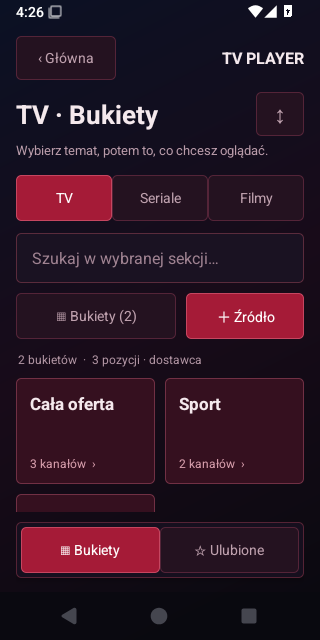 4:26
‹ Główna
TV PLAYER
TV · Bukiety
↕
Wybierz temat, potem to, co chcesz oglądać.
TV
Seriale
Filmy
Szukaj w wybranej sekcji…
▦ Bukiety (2)
＋ Źródło
2 bukietów · 3 pozycji · dostawca
Cała oferta
Sport
3 kanałów ›
2 kanałów ›
▦ Bukiety
☆ Ulubione